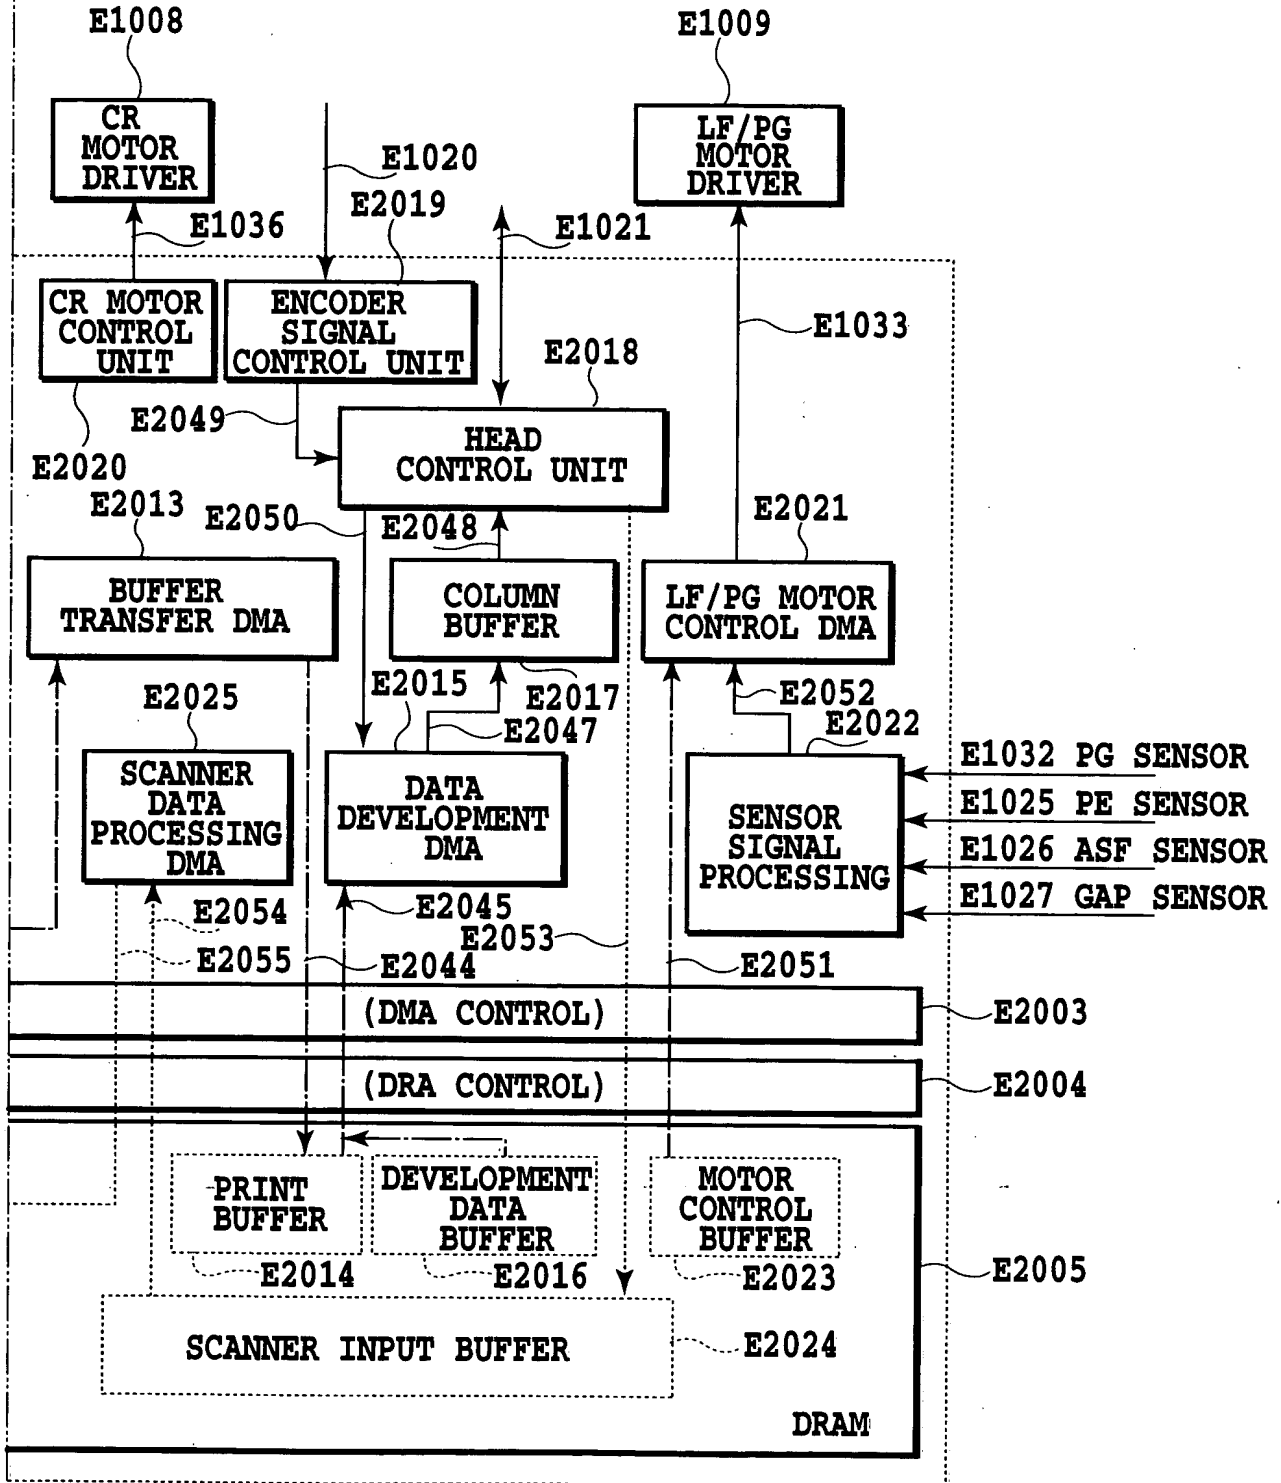 E1008
E1009
CR
MOTOR
DRIVER
LF/PG
MOTOR
DRIVER
E1020
E2019
E1036
E1021
CR MOTOR
CONTROL
UNIT
ENCODER
SIGNAL
CONTROL UNIT
E1033
E2018
E2049
E2020
HEAD
CONTROL UNIT
E2013
E2050
E2048
E2021
BUFFER
TRANSFER DMA
COLUMN
BUFFER
LF/PG MOTOR
CONTROL DMA
E2025
E2015
E2017
E2047
E2052
E2022
SCANNER
DATA
PROCESSING
DMA
DATA
DEVELOPMENT
DMA
SENSOR
SIGNAL
PROCESSING
E1032 PG SENSOR
E1025 PE SENSOR
E1026 ASF SENSOR
E1027 GAP SENSOR
E2054
E2045
E2053
E2055
E2044
E2051
(DMA CONTROL)
E2003
(DRA CONTROL)
E2004
PRINT
BUFFER
DEVELOPMENT
DATA
BUFFER
MOTOR
CONTROL
BUFFER
E2014
E2016
E2023
E2005
SCANNER INPUT BUFFER
E2024
DRAM